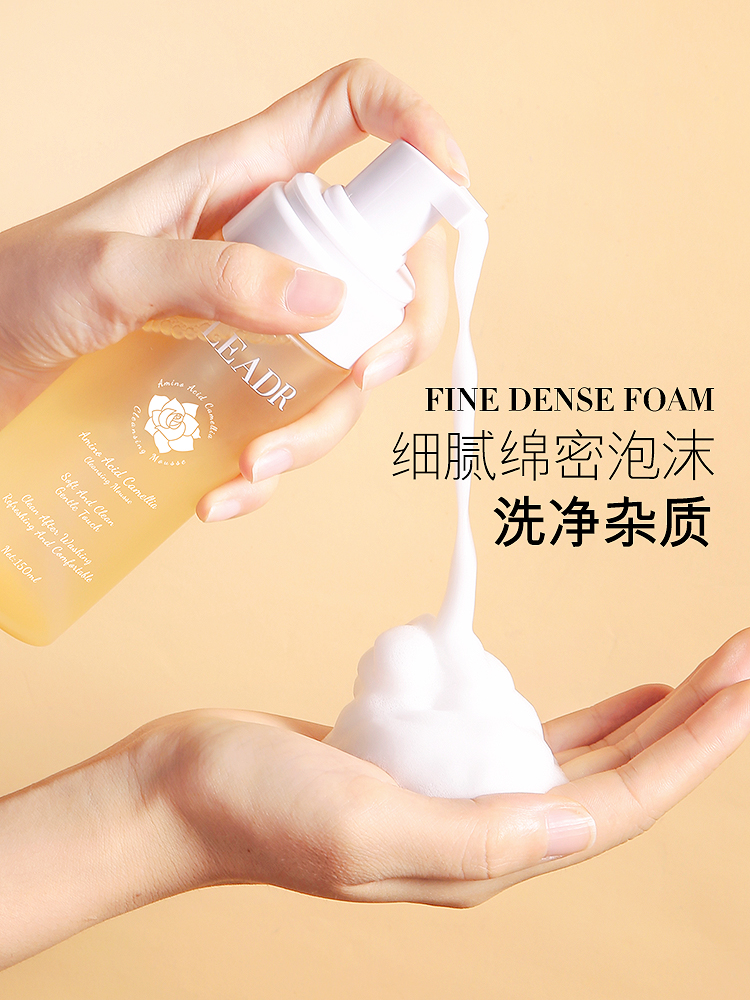 LEADR
Amino Acid Camellia
Cleansing Mousse
Amino Acid Camellia
Cleansing Mousse
Soft And Clean
Gentle Touch
Clean After Washing
Refreshing And Comfortable
Net:150ml
FINE DENSE FOAM
细腻绵密泡沫
洗净杂质